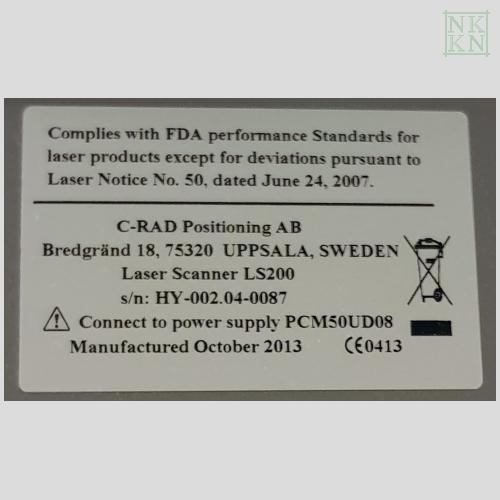 NK
KN
Complies with FDA performance Standards for
laser products except for deviations pursuant to
Laser Notice No. 50, dated June 24, 2007.
C-RAD Positioning AB
Bredgränd 18, 75320 UPPSALA, SWEDEN
Laser Scanner LS200
s/n: HY-002.04-0087
Connect to power supply PCM50UD08
Manufactured October 2013 CE0413